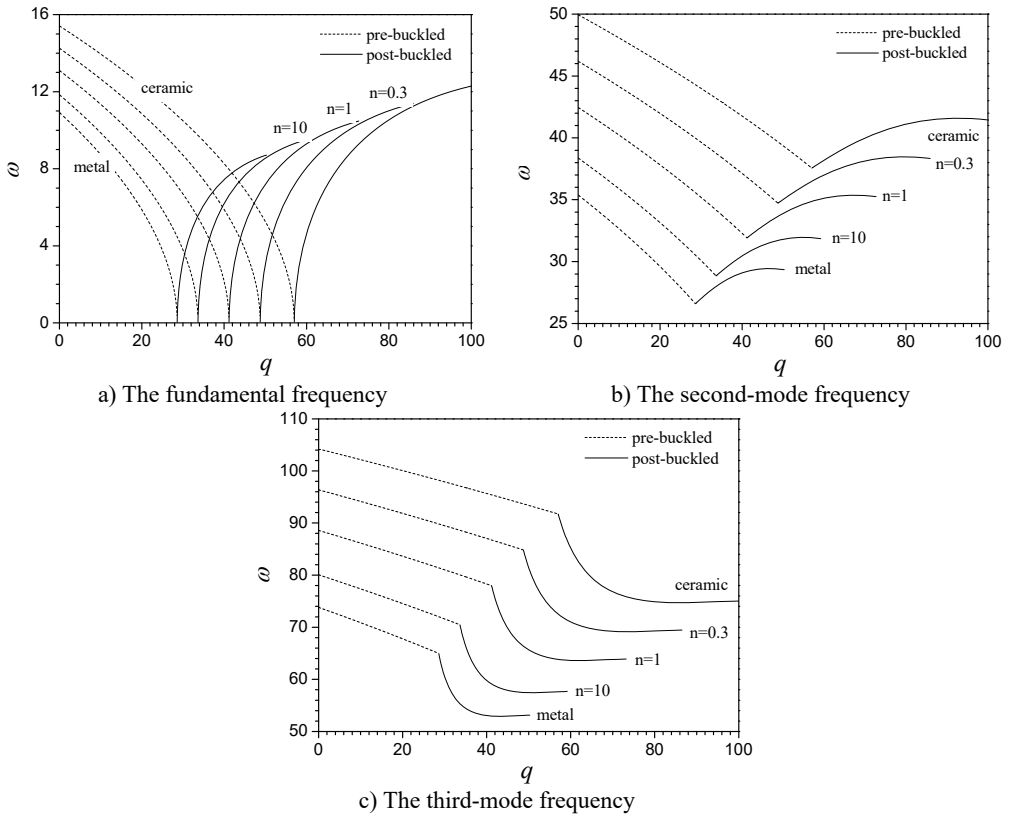 16
12
8
4
0
ω
pre-buckled
post-buckled
ceramic
n=0.3
n=1
n=10
metal
0 20 40 60 80 100
q
a) The fundamental frequency
50
45
40
35
30
25
ω
pre-buckled
post-buckled
ceramic
n=0.3
n=1
n=10
metal
0 20 40 60 80 100
q
b) The second-mode frequency
110
100
90
80
70
60
50
ω
pre-buckled
post-buckled
ceramic
n=0.3
n=1
n=10
metal
0 20 40 60 80 100
q
c) The third-mode frequency